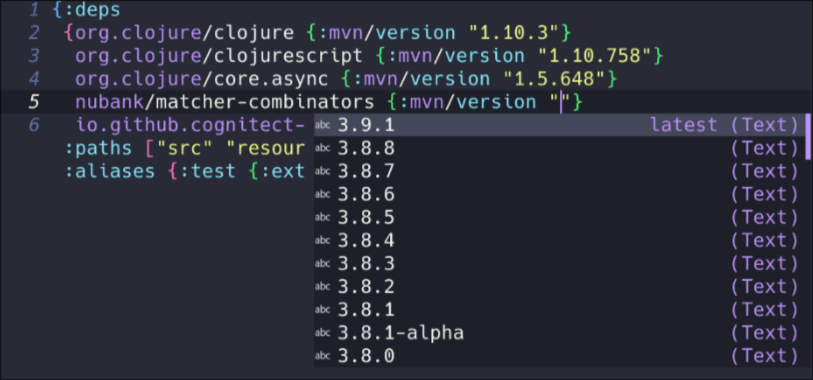 1 {:deps
2 {org.clojure/clojure {:mvn/version "1.10.3"}
3 org.clojure/clojurescript {:mvn/version "1.10.758"}
4 org.clojure/core.async {:mvn/version "1.5.648"}
5 nubank/matcher-combinators {:mvn/version ""}
6 io.github.cognitect-
:paths ["src" "resour
:aliases {:test {:ext
abc 3.9.1 latest (Text)
abc 3.8.8 (Text)
abc 3.8.7 (Text)
abc 3.8.6 (Text)
abc 3.8.5 (Text)
abc 3.8.4 (Text)
abc 3.8.3 (Text)
abc 3.8.2 (Text)
abc 3.8.1 (Text)
abc 3.8.1-alpha (Text)
abc 3.8.0 (Text)